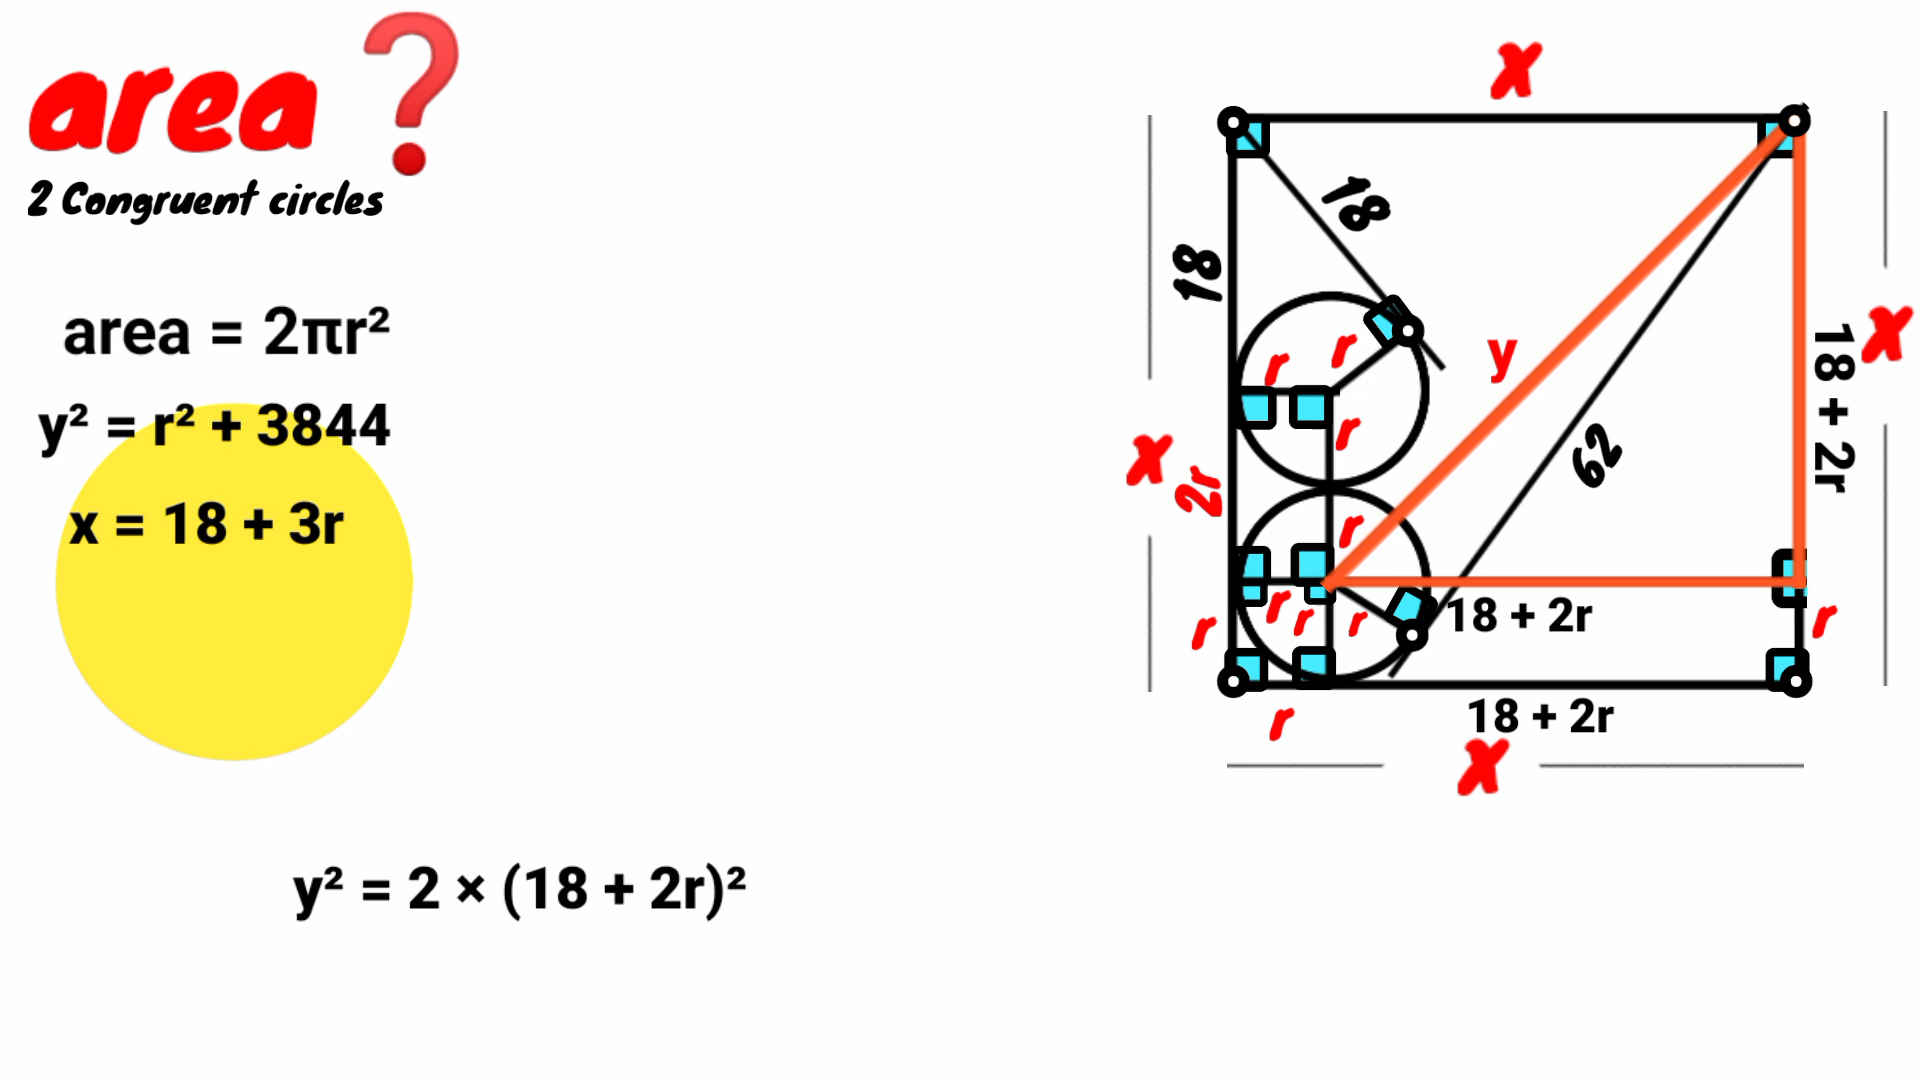 area❓
2 Congruent circles
area = 2πr²
y² = r² + 3844
x = 18 + 3r
y² = 2 × (18 + 2r)²
x
18
18
r
r
y
x
18 + 2r
r
62
x
2r
r
r
r
r
r
18 + 2r
r
r
18 + 2r
x